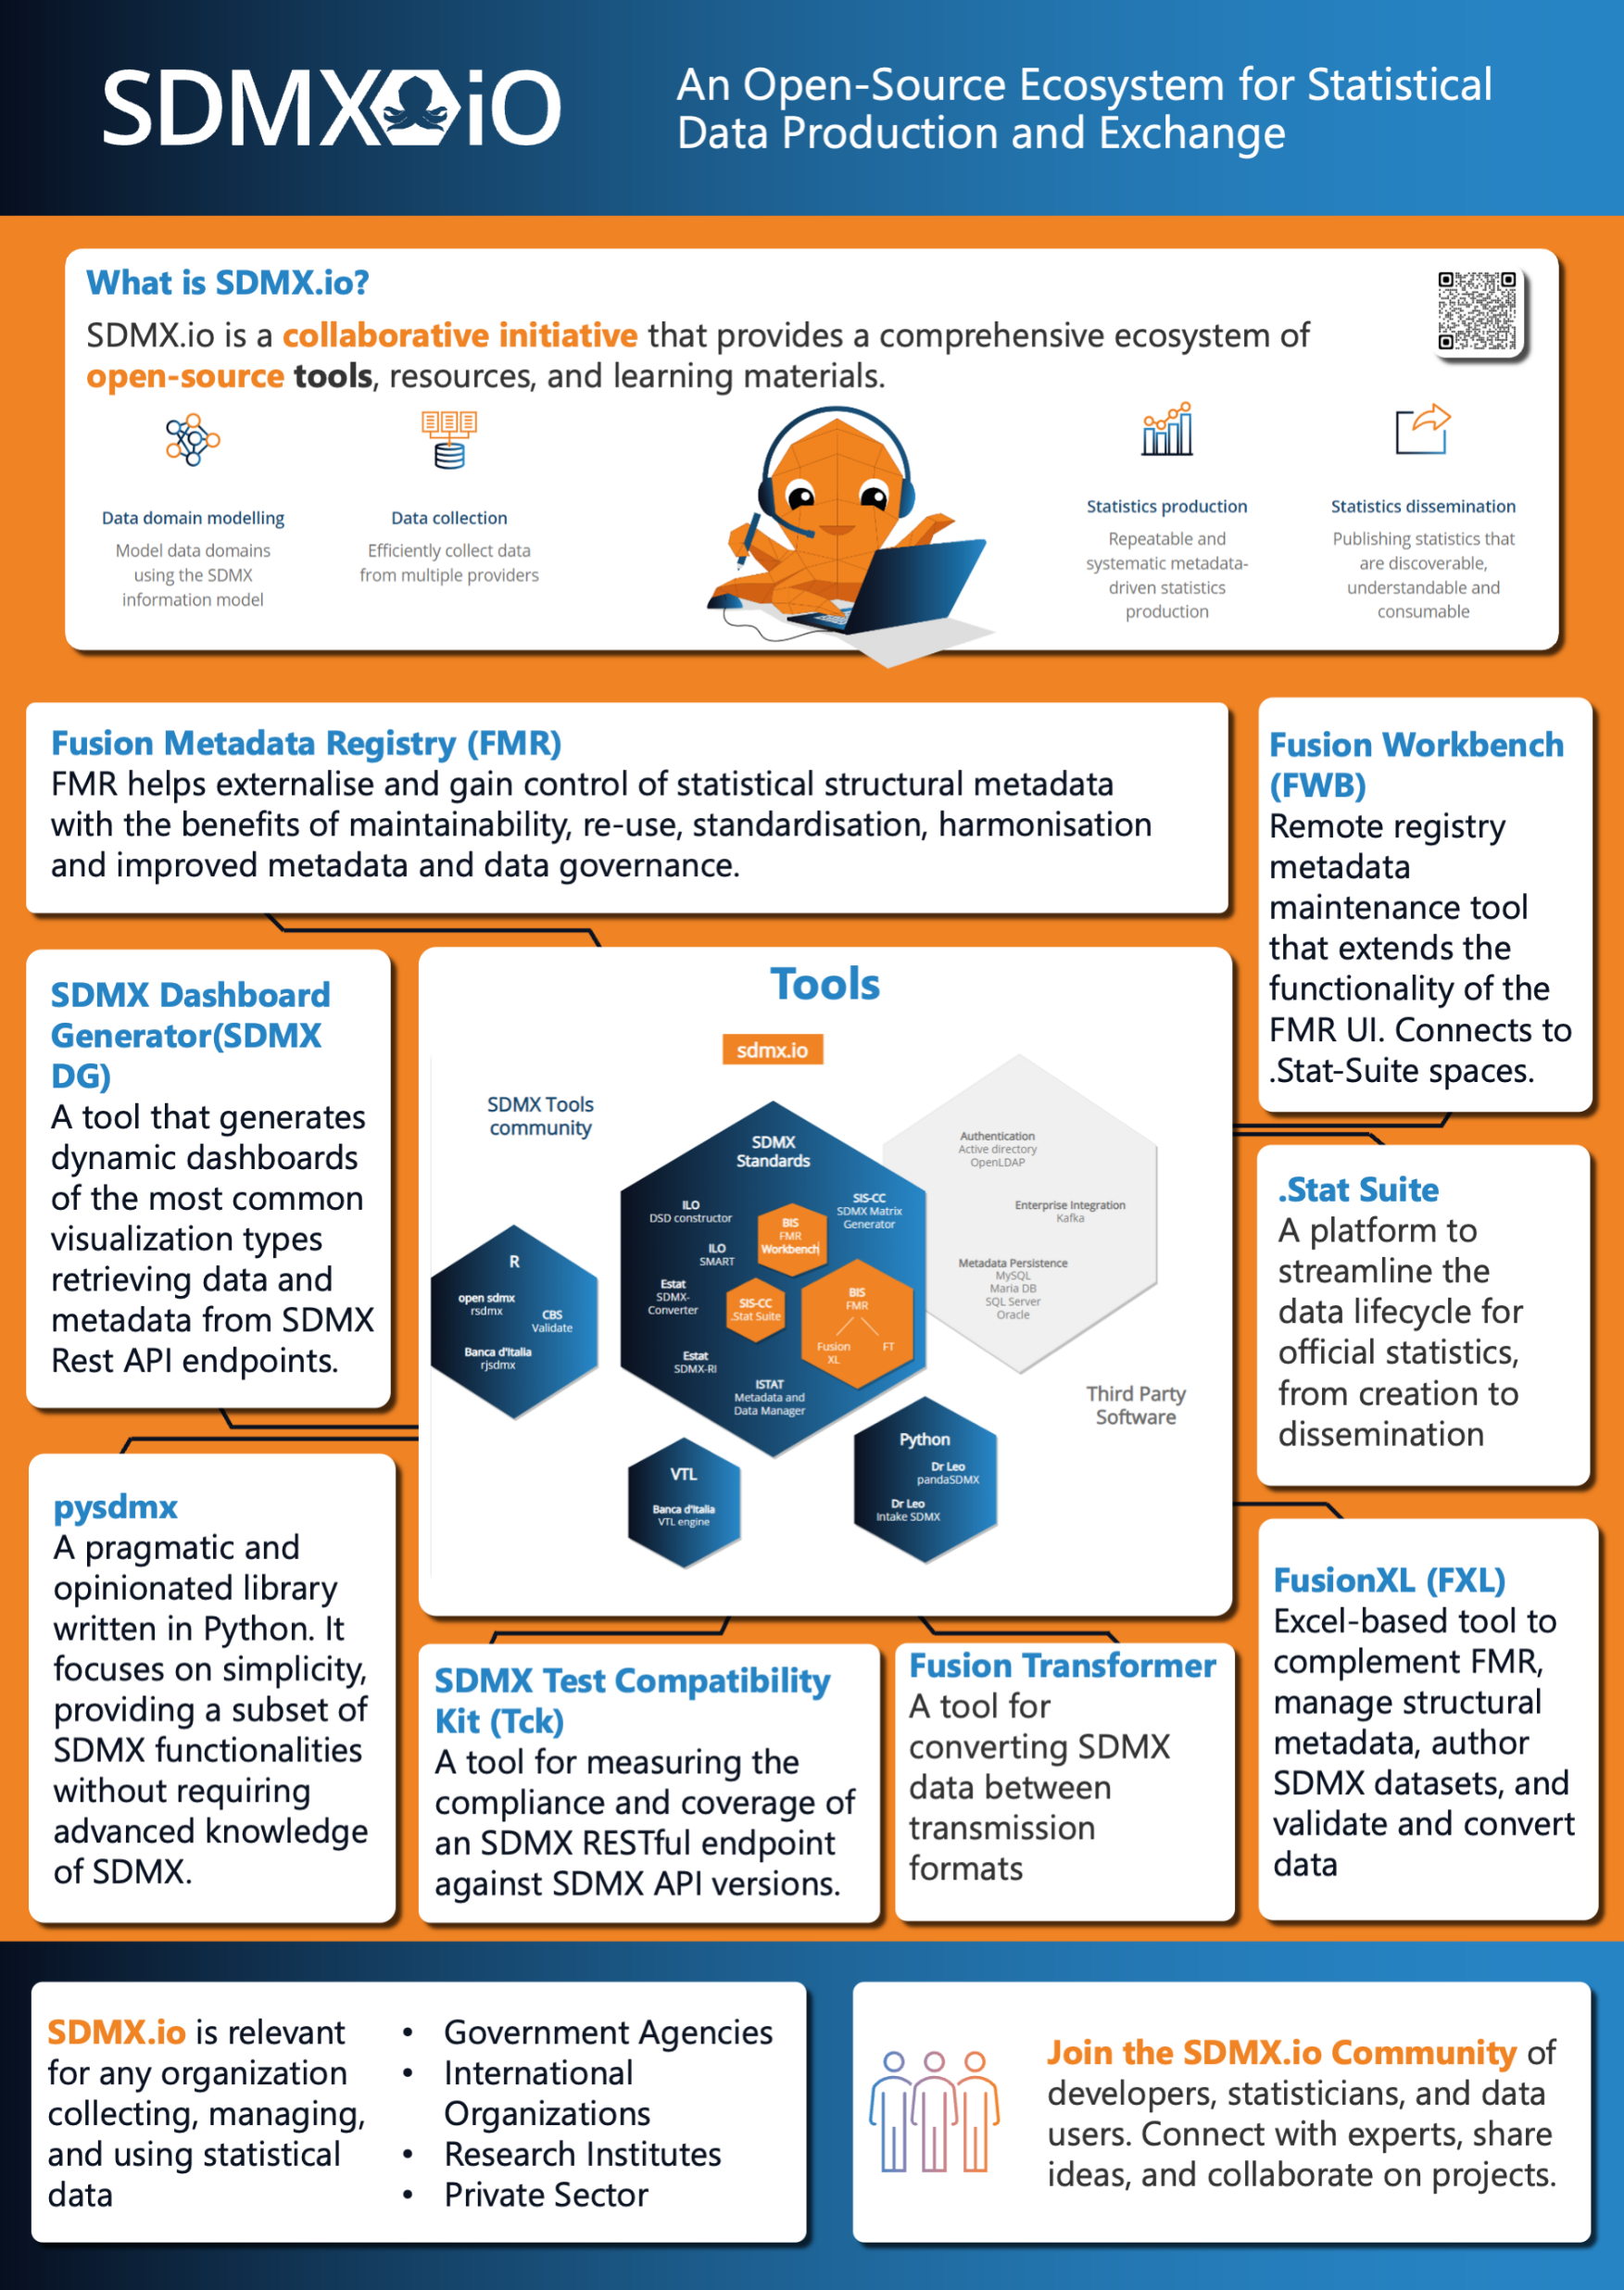 SDMX iO
An Open-Source Ecosystem for Statistical
Data Production and Exchange
What is SDMX.io?
SDMX.io is a collaborative initiative that provides a comprehensive ecosystem of
open-source tools, resources, and learning materials.
Data domain modelling
Model data domains
using the SDMX
information model
Data collection
Efficiently collect data
from multiple providers
Statistics production
Repeatable and
systematic metadata-
driven statistics
production
Statistics dissemination
Publishing statistics that
are discoverable,
understandable and
consumable
Fusion Metadata Registry (FMR)
FMR helps externalise and gain control of statistical structural metadata
with the benefits of maintainability, re-use, standardisation, harmonisation
and improved metadata and data governance.
Fusion Workbench
(FWB)
Remote registry
metadata
maintenance tool
that extends the
functionality of the
FMR UI. Connects to
.Stat-Suite spaces.
SDMX Dashboard
Generator(SDMX
DG)
A tool that generates
dynamic dashboards
of the most common
visualization types
retrieving data and
metadata from SDMX
Rest API endpoints.
Tools
sdmx.io
SDMX Tools
community
SDMX
Standards
ILO
DSD constructor
ILO
SMART
Estat
SDMX-
Converter
Estat
SDMX-RI
ISTAT
Metadata and
Data Manager
BIS
FMR
Workbench
SIS-CC
SDMX Matrix
Generator
SIS-CC
.Stat Suite
BIS
FMR
Fusion
XL
FT
R
open sdmx
rsdmx
CBS
Validate
Banca d'Italia
rjsdmx
Authentication
Active directory
OpenLDAP
Enterprise Integration
Kafka
Metadata Persistence
MySQL
Maria DB
SQL Server
Oracle
Third Party
Software
VTL
Banca d'Italia
VTL engine
Python
Dr Leo
pandaSDMX
Dr Leo
Intake SDMX
.Stat Suite
A platform to
streamline the
data lifecycle for
official statistics,
from creation to
dissemination
pysdmx
A pragmatic and
opinionated library
written in Python. It
focuses on simplicity,
providing a subset of
SDMX functionalities
without requiring
advanced knowledge
of SDMX.
SDMX Test Compatibility
Kit (Tck)
A tool for measuring the
compliance and coverage of
an SDMX RESTful endpoint
against SDMX API versions.
Fusion Transformer
A tool for
converting SDMX
data between
transmission
formats
FusionXL (FXL)
Excel-based tool to
complement FMR,
manage structural
metadata, author
SDMX datasets, and
validate and convert
data
SDMX.io is relevant
for any organization
collecting, managing,
and using statistical
data
• Government Agencies
• International
Organizations
• Research Institutes
• Private Sector
Join the SDMX.io Community of
developers, statisticians, and data
users. Connect with experts, share
ideas, and collaborate on projects.